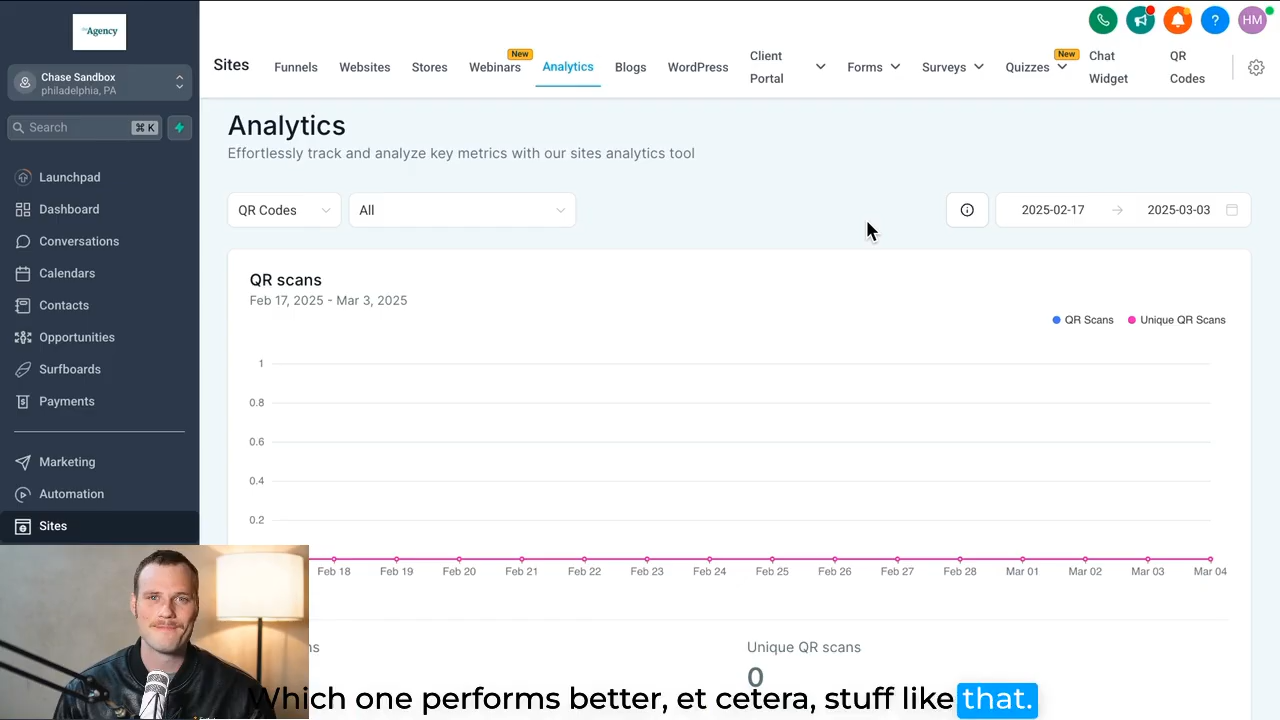 Agency
Chase Sandbox
philadelphia, PA
Search
⌘ K
Launchpad
Dashboard
Conversations
Calendars
Contacts
Opportunities
Surfboards
Payments
Marketing
Automation
Sites
HM
Sites
Funnels
Websites
Stores
New
Webinars
Analytics
Blogs
WordPress
Client
Portal
Forms
Surveys
New
Quizzes
Chat
Widget
QR
Codes
Analytics
Effortlessly track and analyze key metrics with our sites analytics tool
QR Codes
All
2025-02-17
2025-03-03
QR scans
Feb 17, 2025 - Mar 3, 2025
QR Scans
Unique QR Scans
1
0.8
0.6
0.4
0.2
Feb 18 Feb 19 Feb 20 Feb 21 Feb 22 Feb 23 Feb 24 Feb 25 Feb 26 Feb 27 Feb 28 Mar 01 Mar 02 Mar 03 Mar 04
Unique QR scans
0
Which one performs better, et cetera, stuff like that.